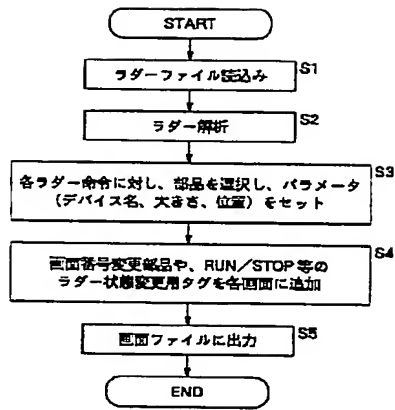 START
S1
ラダーファイル読込み
S2
ラダー解析
S3
各ラダー命令に対し、部品を選択し、パラメータ
（デバイス名、大きさ、位置）をセット
S4
画面番号変更部品や、RUN／STOP等の
ラダー状態変更用タグを各画面に追加
S5
画面ファイルに出力
END